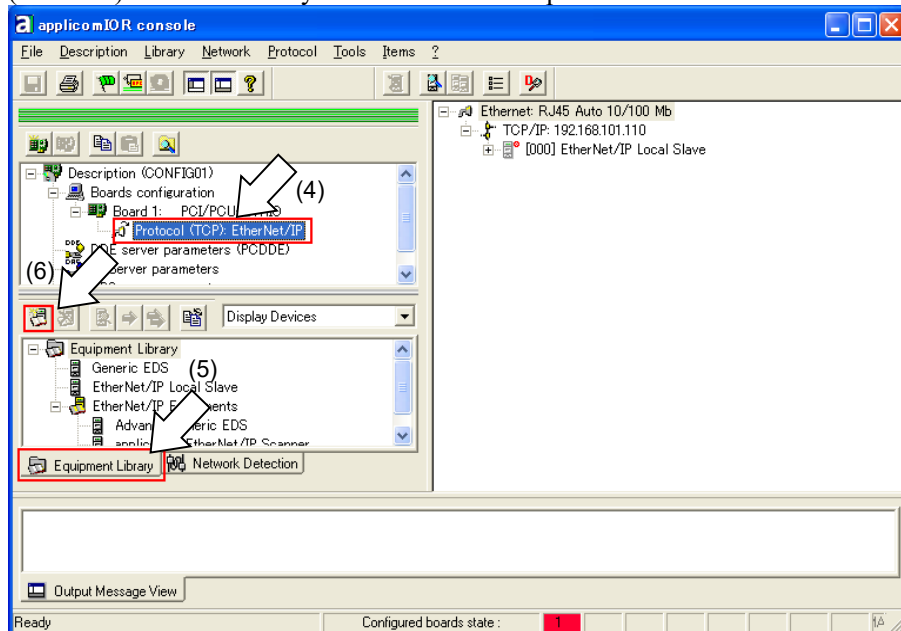 applicomIO® console
File Description Library Network Protocol Tools Items ?
Ethernet: RJ45 Auto 10/100 Mb
TCP/IP: 192.168.101.110
[000] EtherNet/IP Local Slave
Description (CONFIG01)
Boards configuration
(4)
Board 1: PCI/PCU
Protocol (TCP): EtherNet/IP
server parameters (PCDDE)
(6)
Server parameters
Display Devices
Equipment Library
Generic EDS
(5)
EtherNet/IP Local Slave
EtherNet/IP
EDS
EtherNet/IP Scanner
Equipment Library Network Detection
Output Message View
Ready Configured boards state : 1